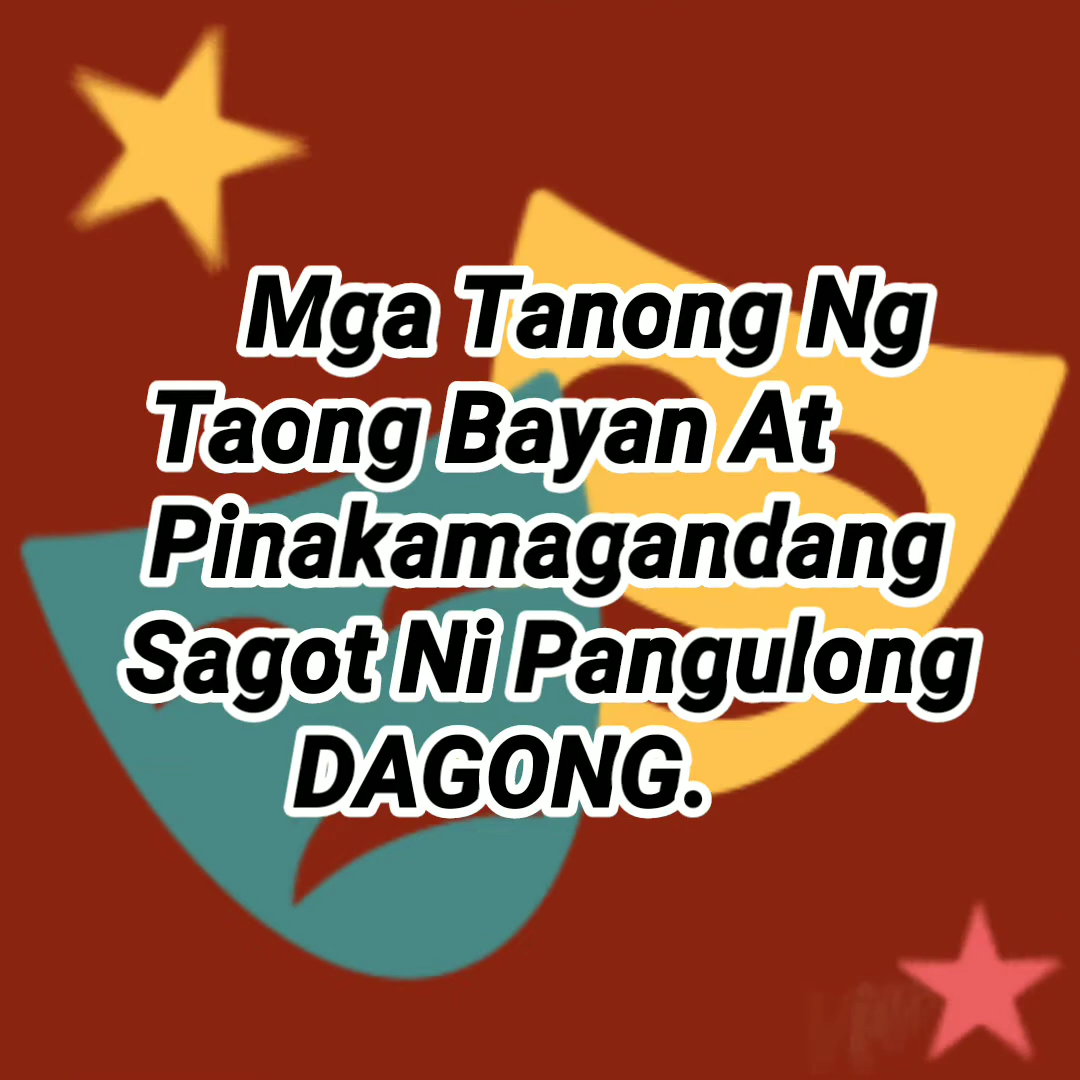 Mga Tanong Ng
Taong Bayan At
Pinakamagandang
Sagot Ni Pangulong
DAGONG.